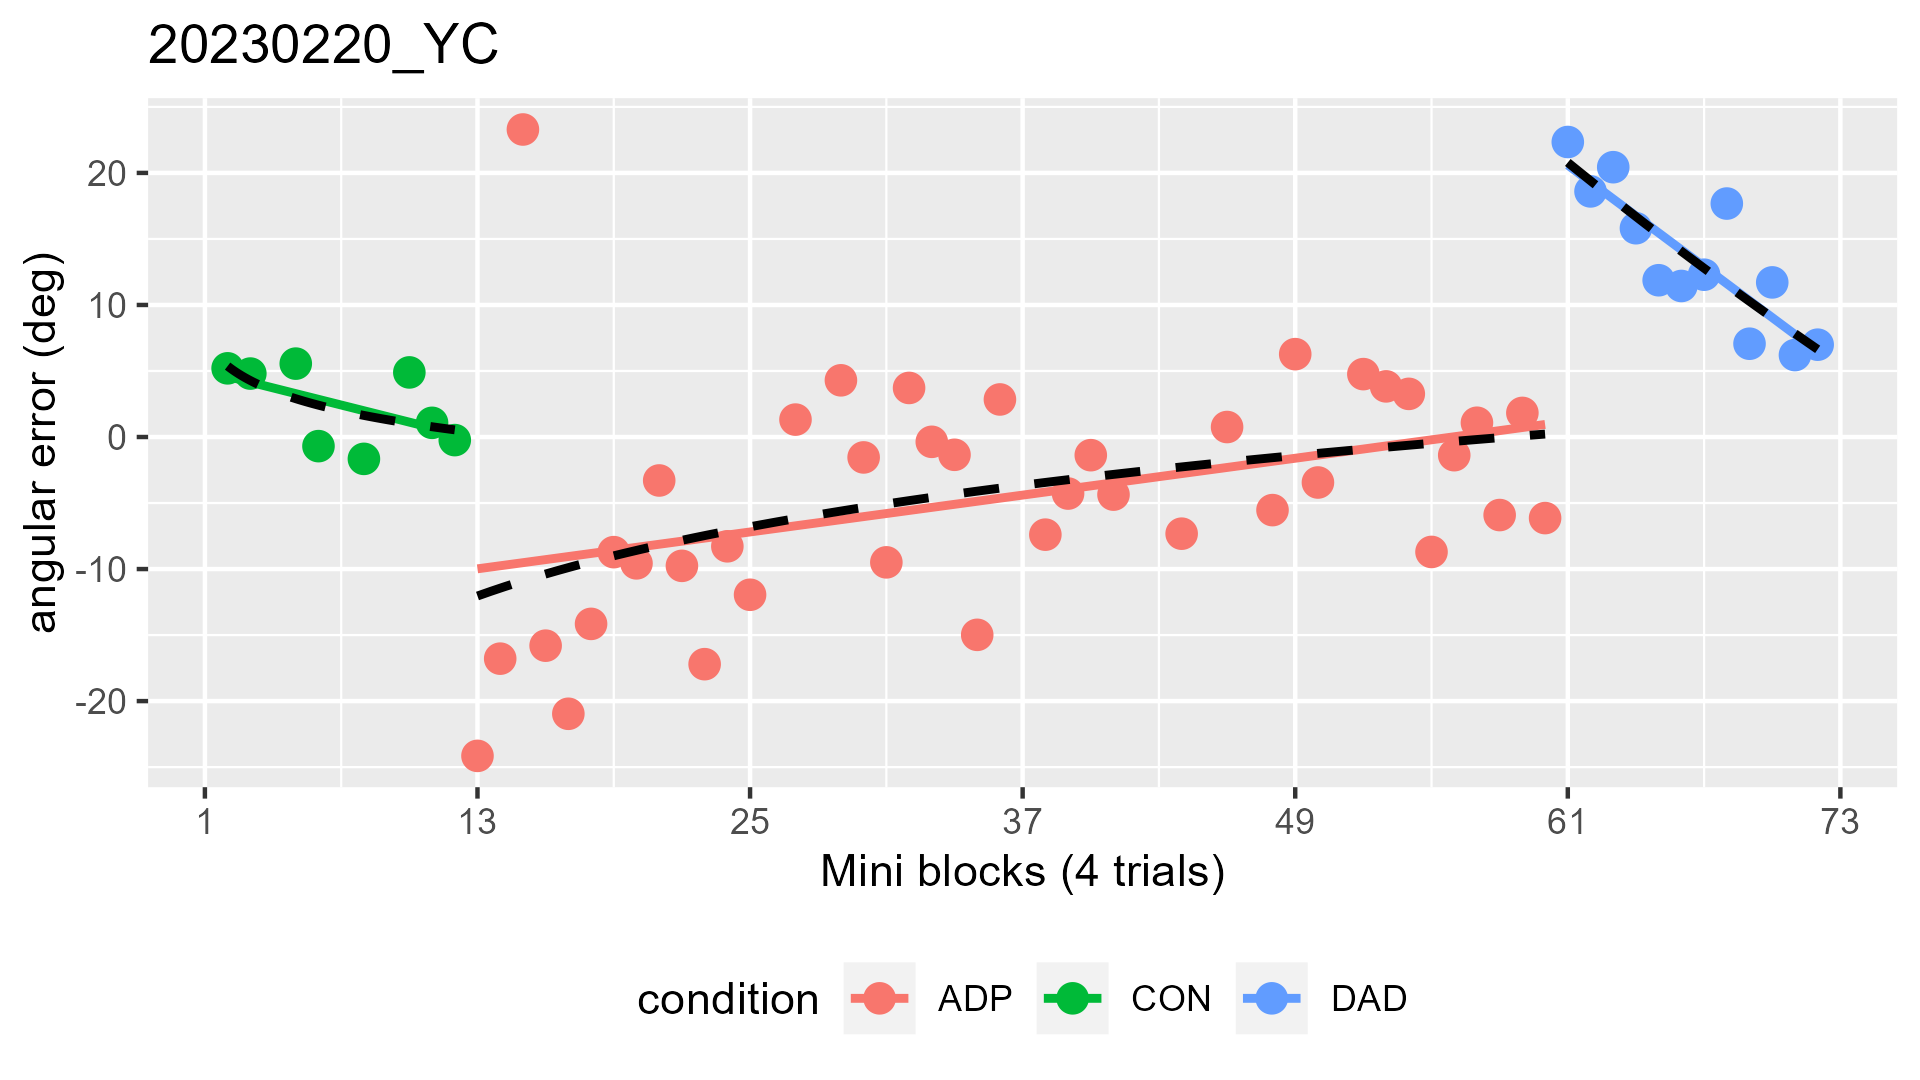 20230220_YC
angular error (deg)
20
10
0
-10
-20
1 13 25 37 49 61 73
Mini blocks (4 trials)
condition ADP CON DAD